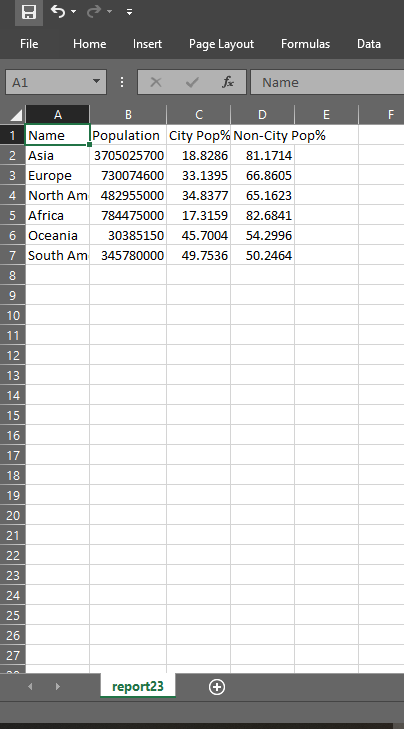 File Home Insert Page Layout Formulas Data
A1 fx Name
A B C D E F
1 Name Population City Pop% Non-City Pop%
2 Asia 3705025700 18.8286 81.1714
3 Europe 730074600 33.1395 66.8605
4 North Am 482955000 34.8377 65.1623
5 Africa 784475000 17.3159 82.6841
6 Oceania 30385150 45.7004 54.2996
7 South Am 345780000 49.7536 50.2464
8
9
10
11
12
13
14
15
16
17
18
19
20
21
22
23
24
25
26
27
report23